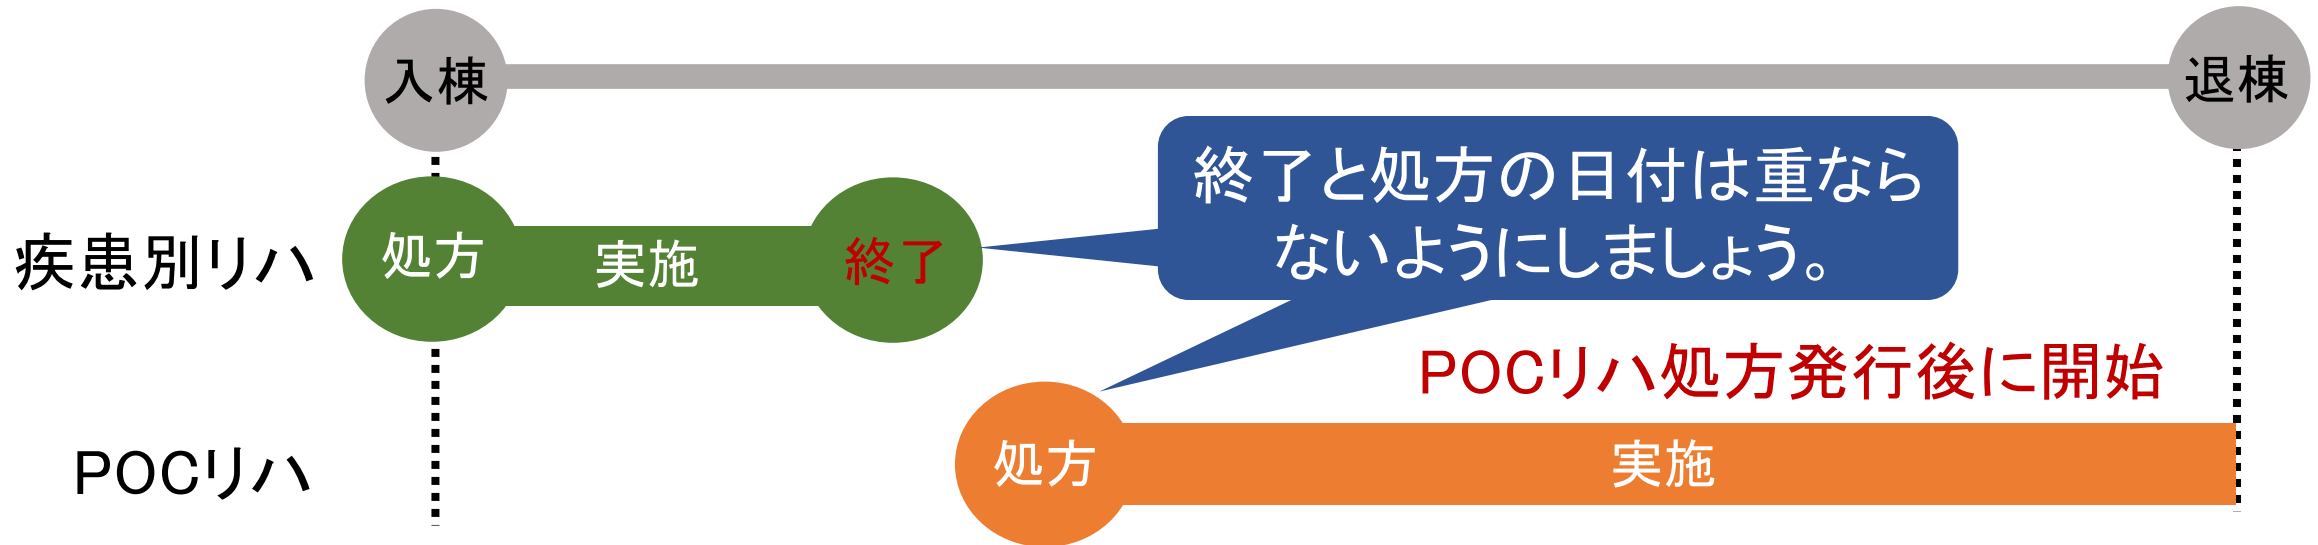 入棟
退棟
終了と処方の日付は重なら
ないようにしましょう。
疾患別リハ
処方
実施
終了
POCリハ処方発行後に開始
POCリハ
処方
実施